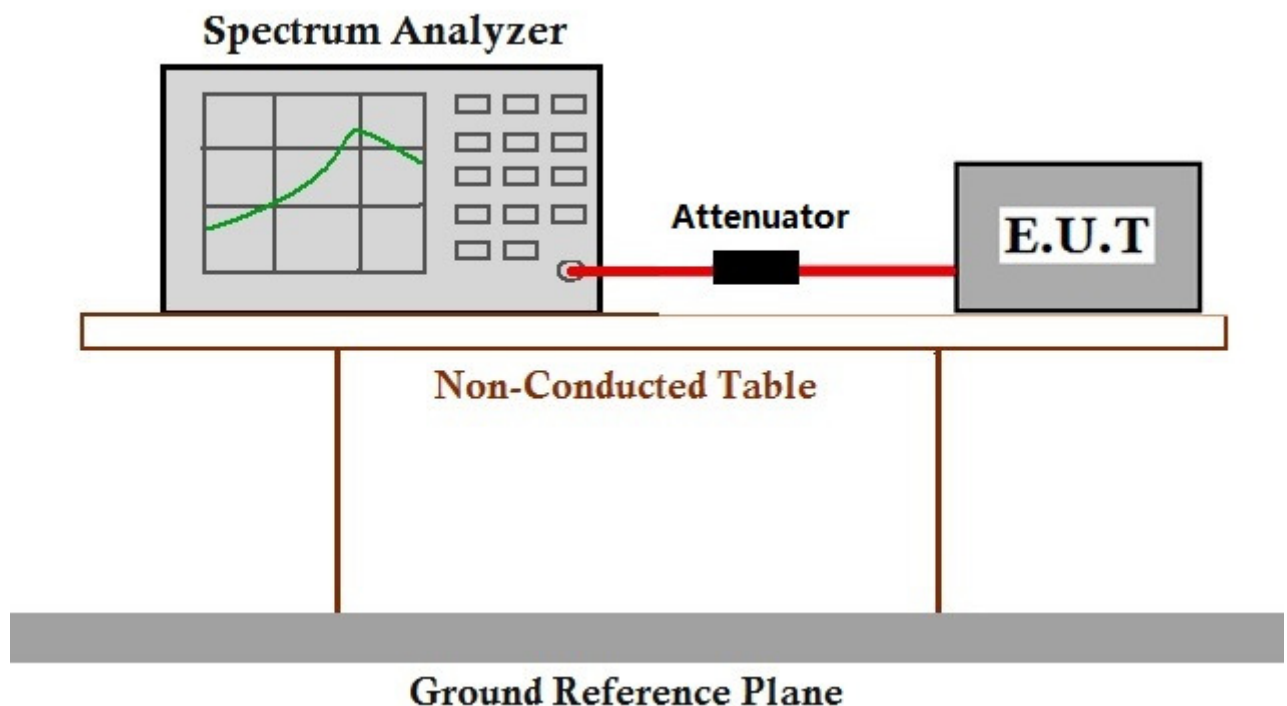 Spectrum Analyzer
Attenuator
E.U.T
Non-Conducted Table
Ground Reference Plane